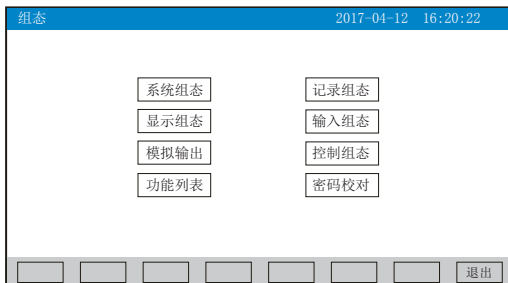 组态 2017-04-12 16:20:22
系统组态 记录组态
显示组态 输入组态
模拟输出 控制组态
功能列表 密码校对
退出